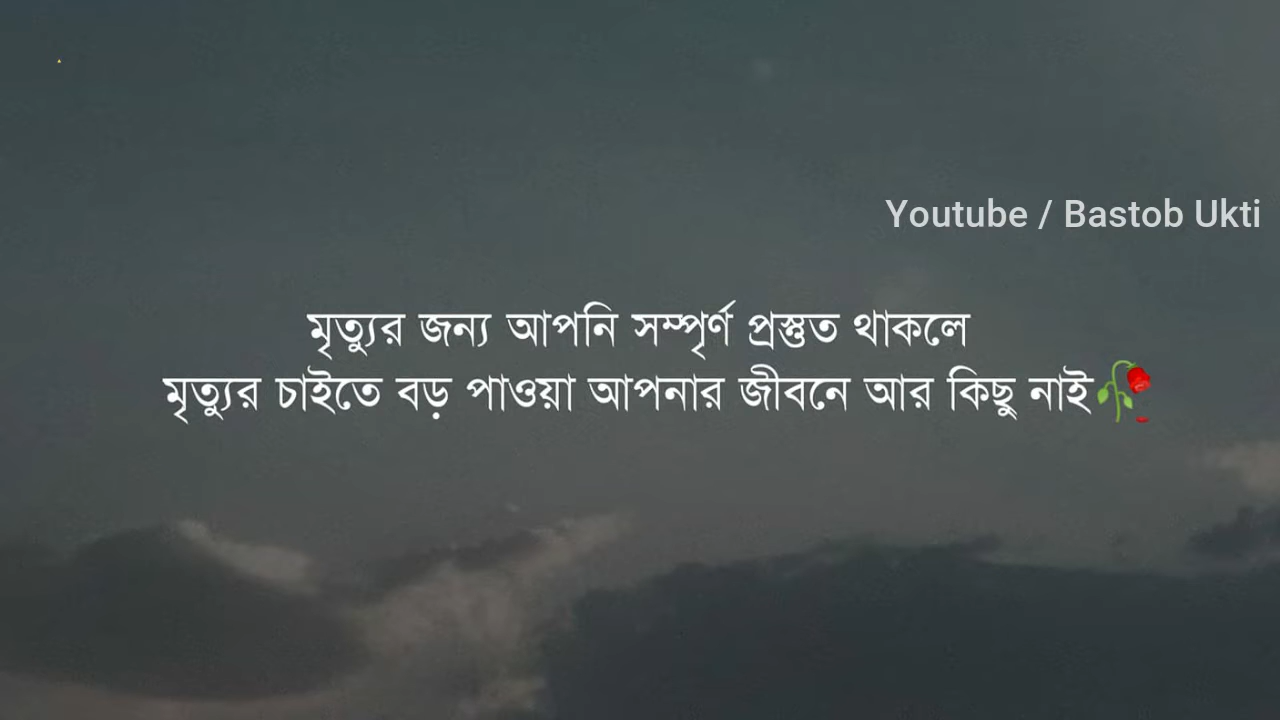 Youtube / Bastob Ukti
মৃত্যুর জন্য আপনি সম্পৃর্ণ প্রস্তুত থাকলে
মৃত্যুর চাইতে বড় পাওয়া আপনার জীবনে আর কিছু নাই🥀